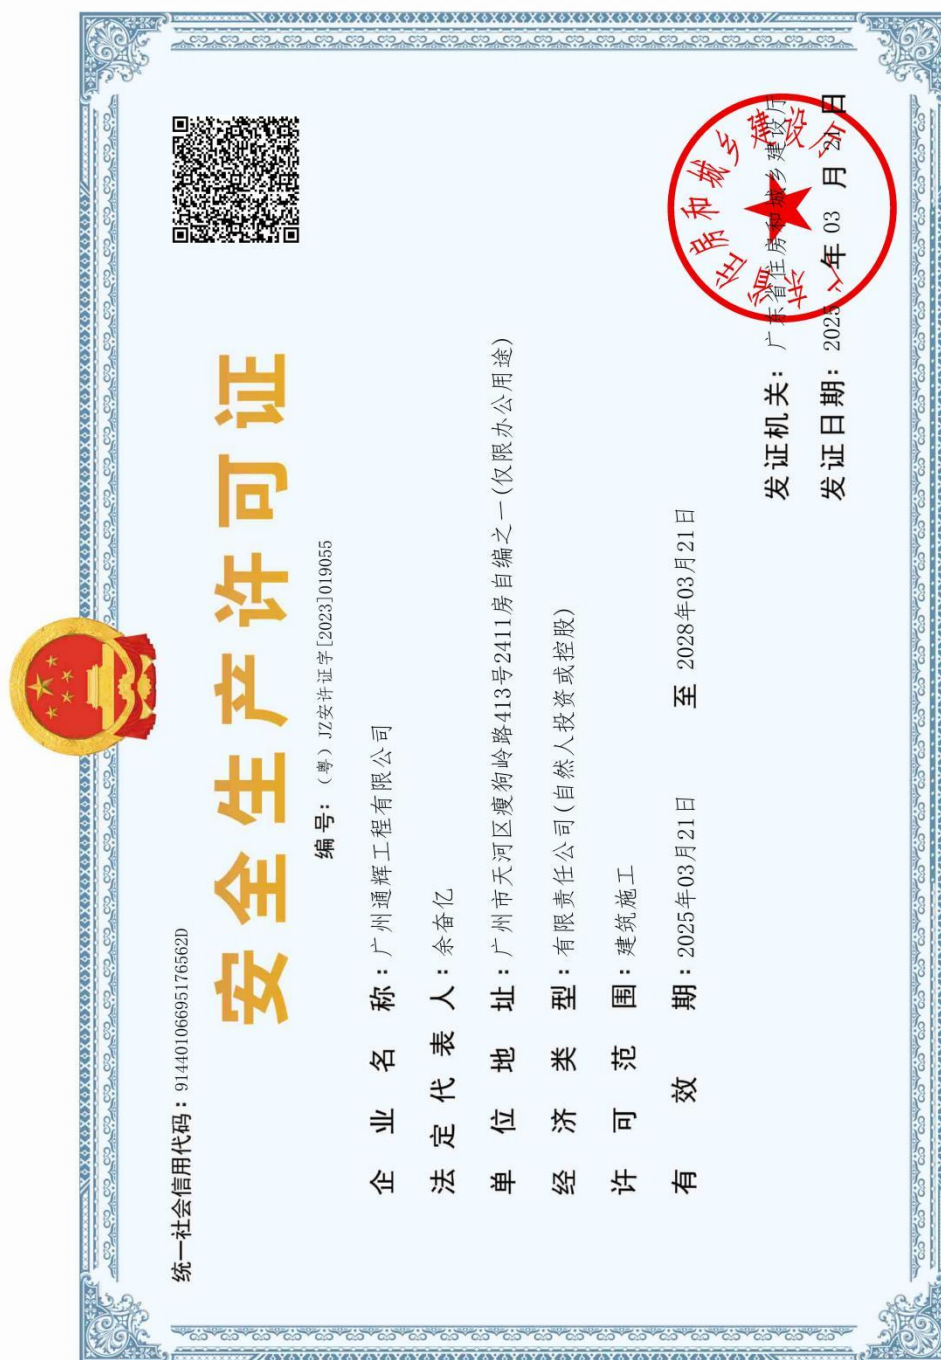 统一社会信用代码：91440106695176562D
安全生产许可证
编号：（粤）JZ安许证字[2023]019055
企业名称：广州通辉工程有限公司
法定代表人：余奋亿
单位地址：广州市天河区瘦狗岭路413号2411房自编之一(仅限办公用途)
经济类型：有限责任公司(自然人投资或控股)
许可范围：建筑施工
有效期：2025年03月21日 至 2028年03月21日
发证机关：广东省住房和城乡建设厅
发证日期：2025年03月21日
广东省住房和城乡建设厅